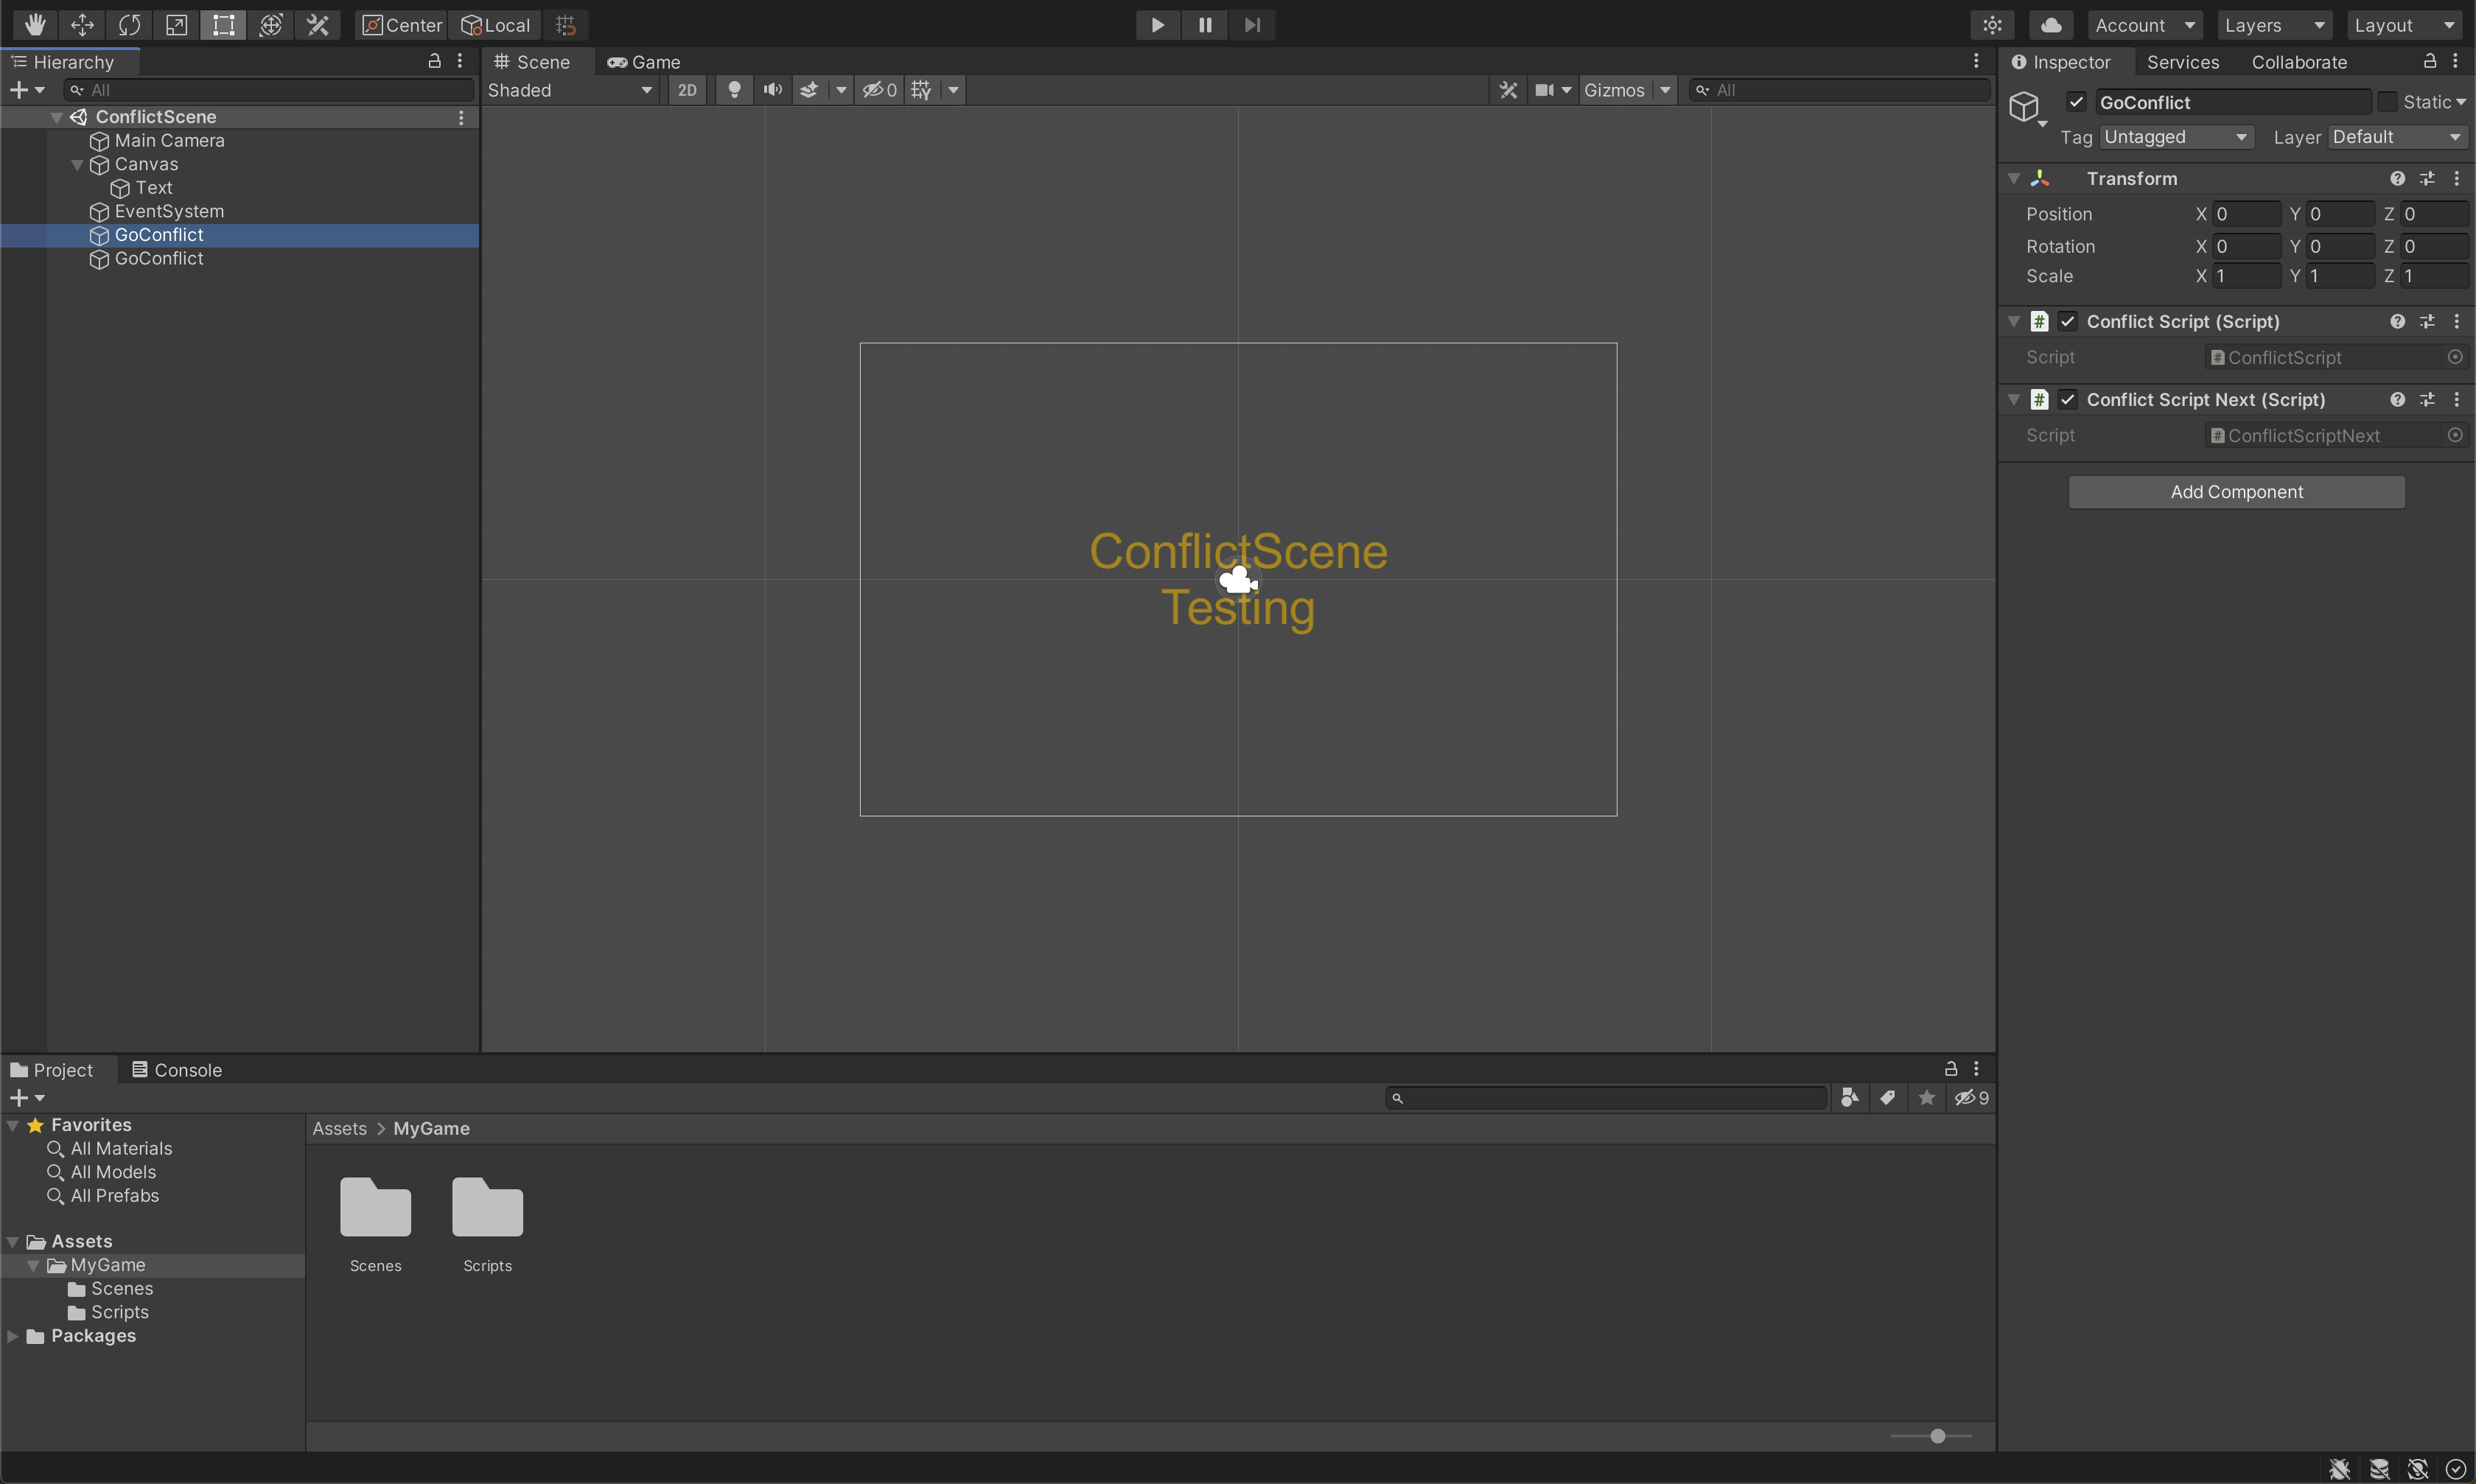 Center Local
Account Layers Layout
Hierarchy
All
ConflictScene
Main Camera
Canvas
Text
EventSystem
GoConflict
GoConflict
Scene Game
Shaded 2D 0 Gizmos All
ConflictScene
Testing
Inspector Services Collaborate
GoConflict Static
Tag Untagged Layer Default
Transform
Position X 0 Y 0 Z 0
Rotation X 0 Y 0 Z 0
Scale X 1 Y 1 Z 1
Conflict Script (Script)
Script ConflictScript
Conflict Script Next (Script)
Script ConflictScriptNext
Add Component
Project Console
9
Favorites
All Materials
All Models
All Prefabs
Assets
MyGame
Scenes
Scripts
Packages
Assets > MyGame
Scenes Scripts